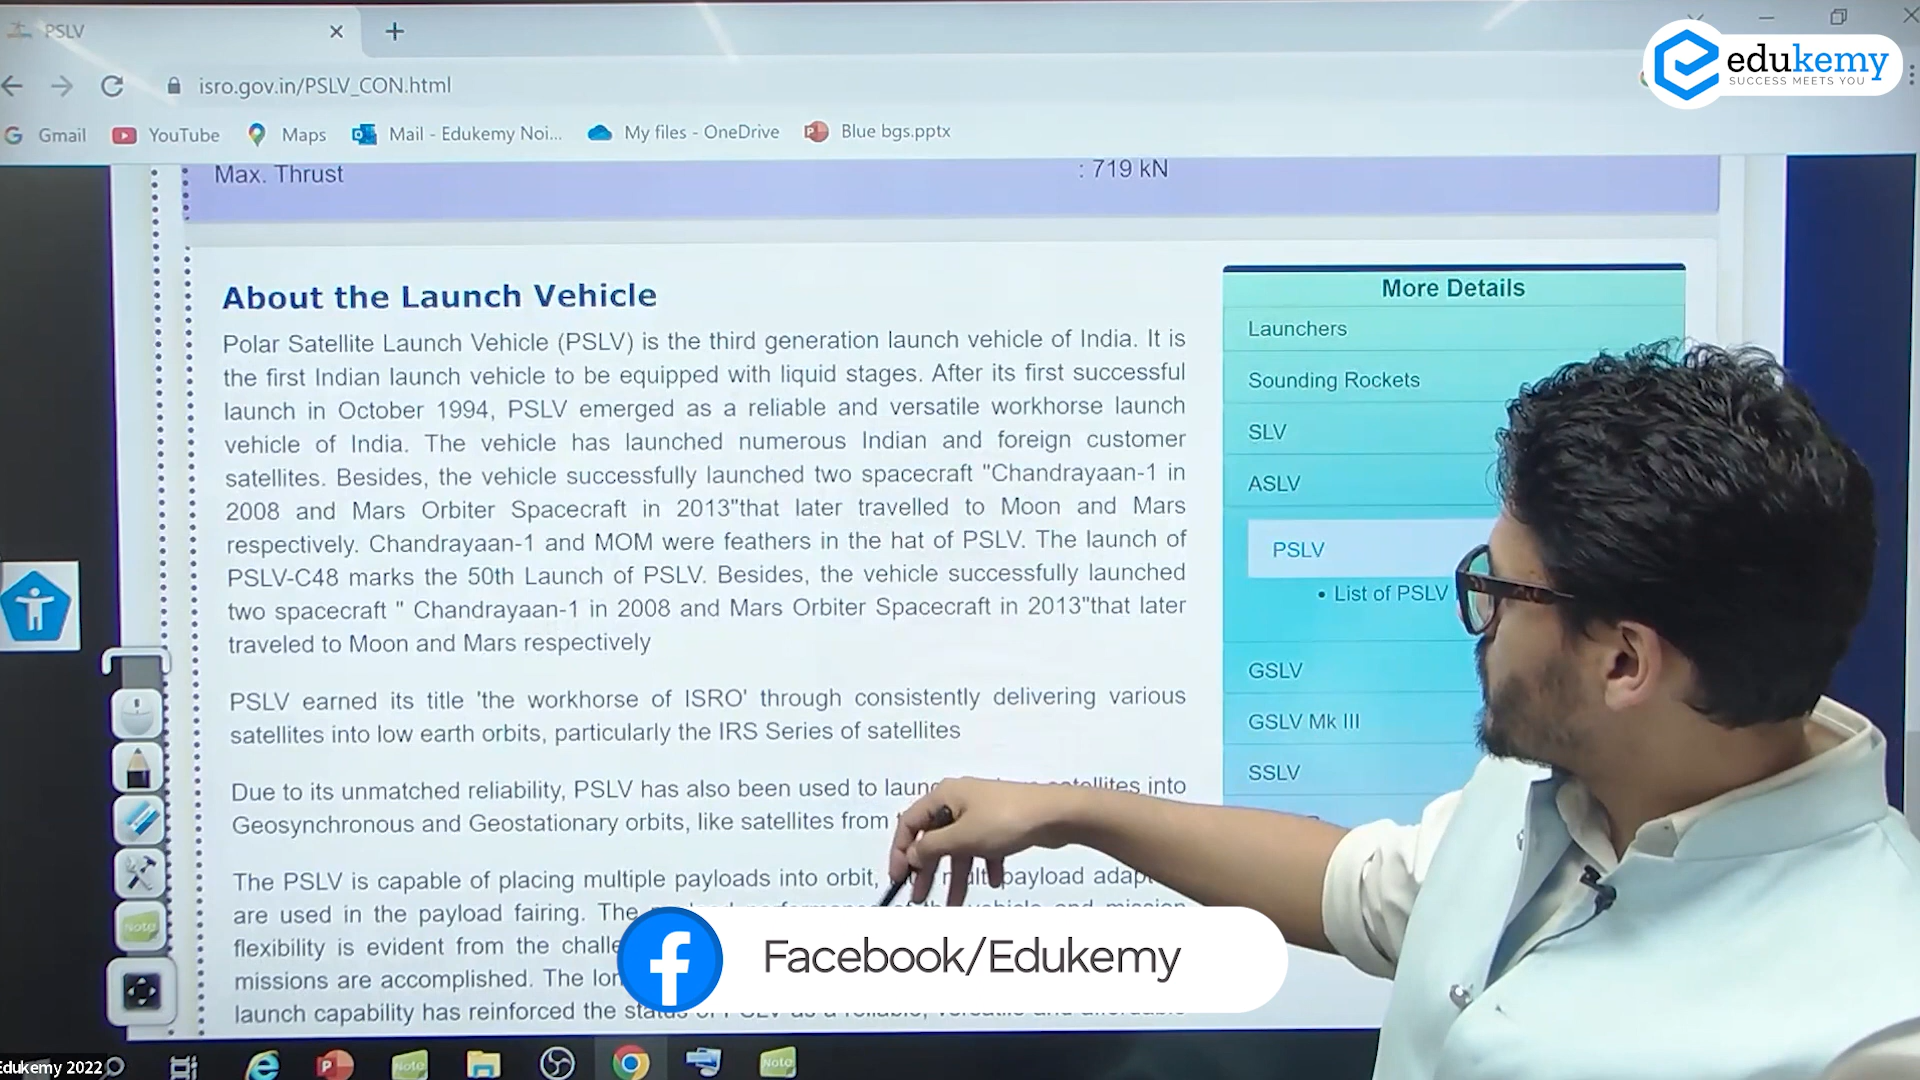 PSLV
isro.gov.in/PSLV_CON.html
edukemy
SUCCESS MEETS YOU
Gmail
YouTube
Maps
Mail - Edukemy Noi...
My files - OneDrive
Blue bgs.pptx
Max. Thrust : 719 kN
About the Launch Vehicle
Polar Satellite Launch Vehicle (PSLV) is the third generation launch vehicle of India. It is
the first Indian launch vehicle to be equipped with liquid stages. After its first successful
launch in October 1994, PSLV emerged as a reliable and versatile workhorse launch
vehicle of India. The vehicle has launched numerous Indian and foreign customer
satellites. Besides, the vehicle successfully launched two spacecraft "Chandrayaan-1 in
2008 and Mars Orbiter Spacecraft in 2013"that later travelled to Moon and Mars
respectively. Chandrayaan-1 and MOM were feathers in the hat of PSLV. The launch of
PSLV-C48 marks the 50th Launch of PSLV. Besides, the vehicle successfully launched
two spacecraft " Chandrayaan-1 in 2008 and Mars Orbiter Spacecraft in 2013"that later
traveled to Moon and Mars respectively
PSLV earned its title 'the workhorse of ISRO' through consistently delivering various
satellites into low earth orbits, particularly the IRS Series of satellites
Due to its unmatched reliability, PSLV has also been used to satellites into
Geosynchronous and Geostationary orbits, like satellites from
The PSLV is capable of placing multiple payloads into orbit, payload
are used in the payload fairing. The vehicle and mission
flexibility is evident from the
missions are accomplished. The
launch capability has reinforced the
More Details
Launchers
Sounding Rockets
SLV
ASLV
PSLV
• List of PSLV
GSLV
GSLV Mk III
SSLV
Note
Facebook/Edukemy
Edukemy 2022
Note
Note